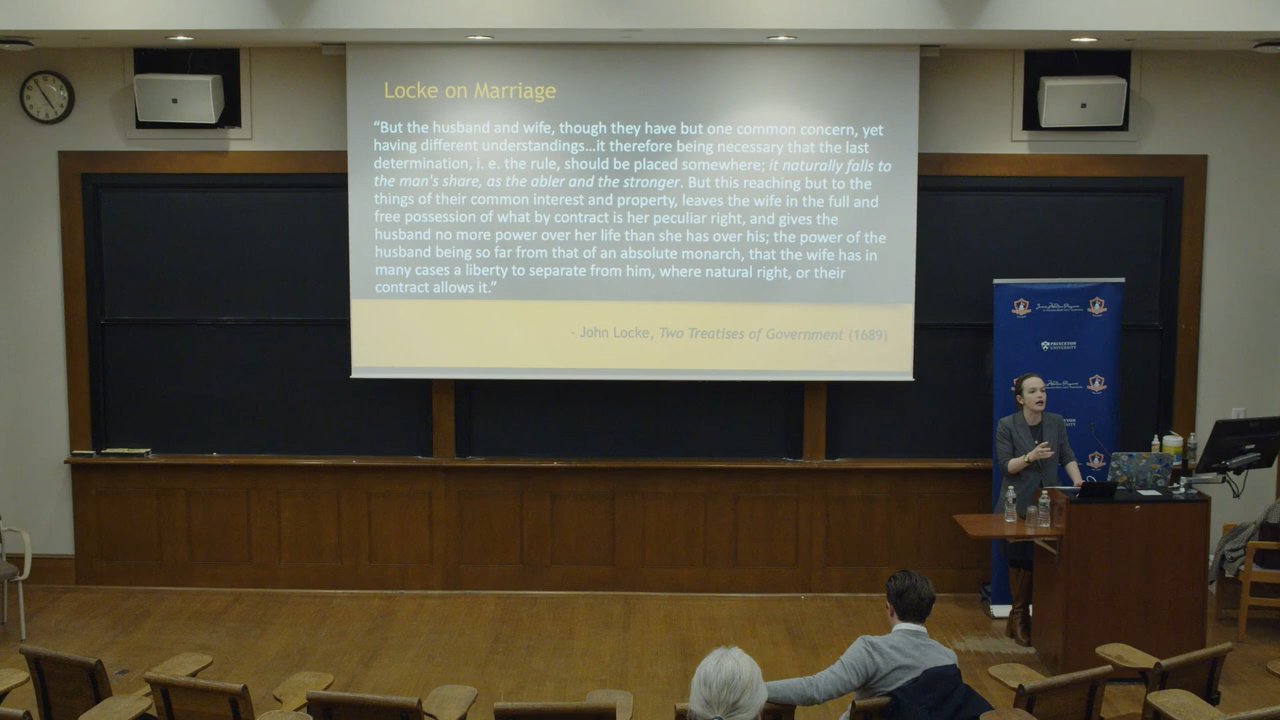 Locke on Marriage
“But the husband and wife, though they have but one common concern, yet
having different understandings…it therefore being necessary that the last
determination, i. e. the rule, should be placed somewhere; it naturally falls to
the man's share, as the abler and the stronger. But this reaching but to the
things of their common interest and property, leaves the wife in the full and
free possession of what by contract is her peculiar right, and gives the
husband no more power over her life than she has over his; the power of the
husband being so far from that of an absolute monarch, that the wife has in
many cases a liberty to separate from him, where natural right, or their
contract allows it.”
- John Locke, Two Treatises of Government (1689)
PRINCETON
UNIVERSITY